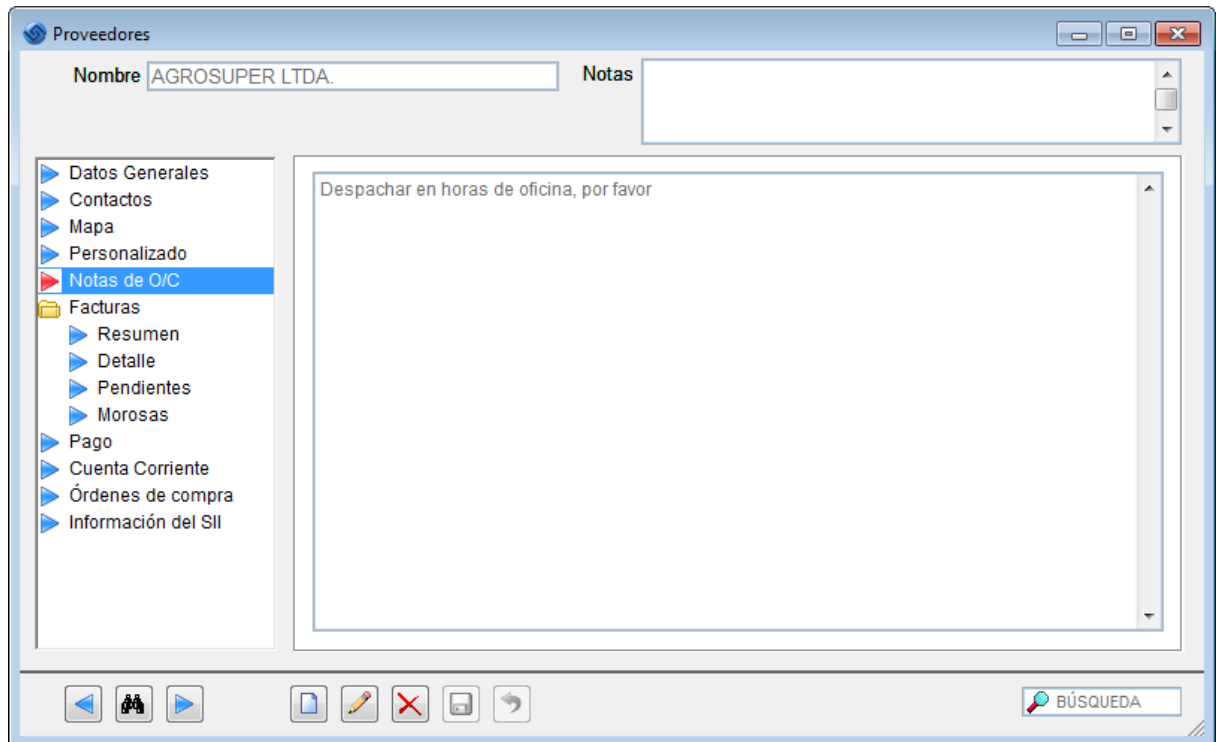 Proveedores
Nombre AGROSUPER LTDA. Notas
Datos Generales
Contactos
Mapa
Personalizado
Notas de O/C
Facturas
Resumen
Detalle
Pendientes
Morosas
Pago
Cuenta Corriente
Órdenes de compra
Información del SII
Despachar en horas de oficina, por favor
BÚSQUEDA